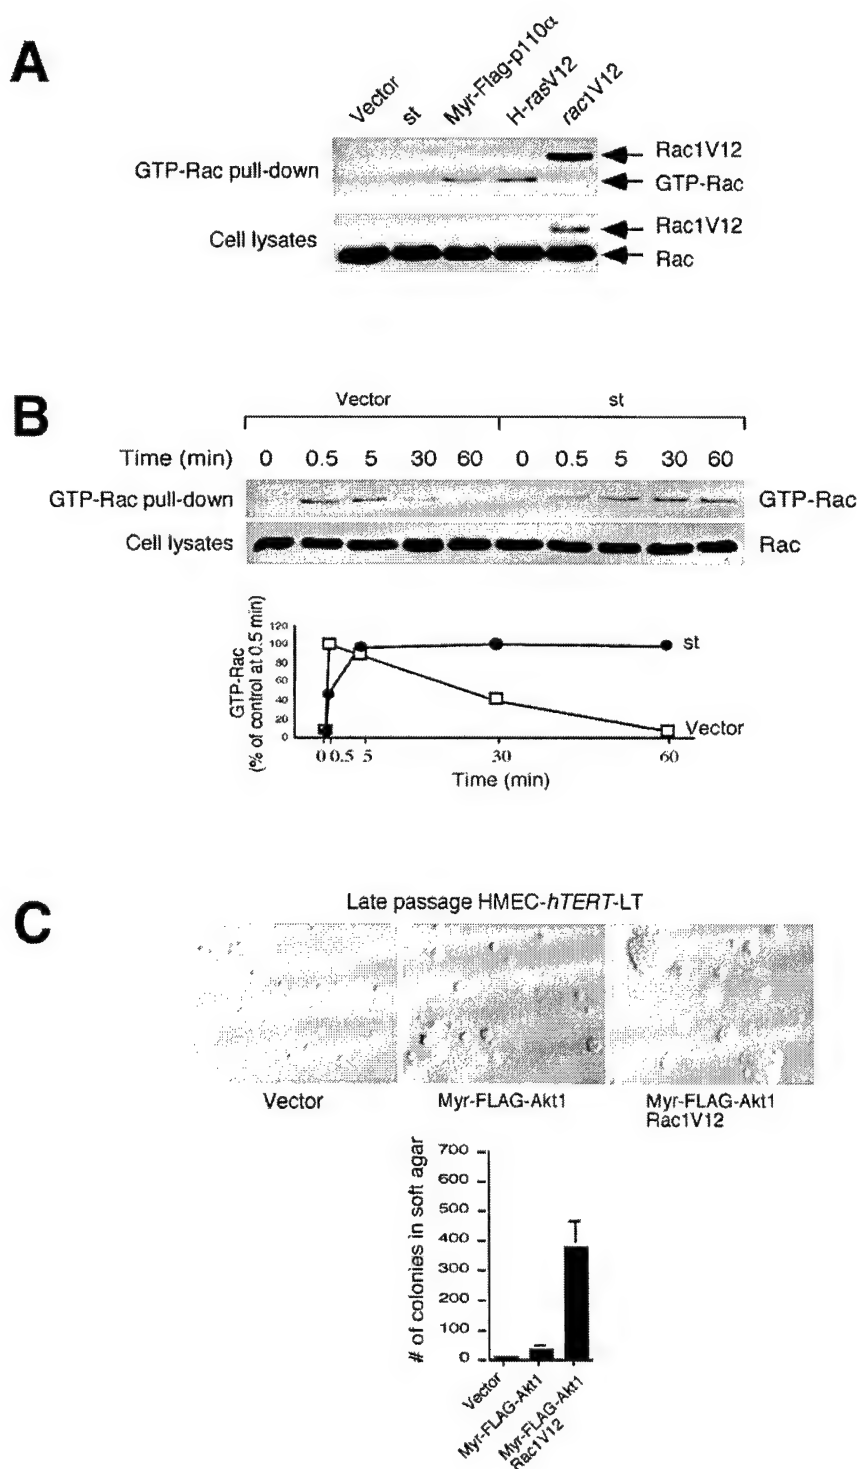 A
Vector
st
Myr-Flag-p110α
H-rasV12
rac1V12
GTP-Rac pull-down
Rac1V12
GTP-Rac
Cell lysates
Rac1V12
Rac
B
Vector
st
Time (min) 0 0.5 5 30 60 0 0.5 5 30 60
GTP-Rac pull-down
GTP-Rac
Cell lysates
Rac
GTP-Rac
(% of control at 0.5 min)
120
100
80
60
40
20
0
st
Vector
0 0.5 5 30 60
Time (min)
C
Late passage HMEC-hTERT-LT
Vector
Myr-FLAG-Akt1
Myr-FLAG-Akt1
Rac1V12
# of colonies in soft agar
700
600
500
400
300
200
100
0
Vector
Myr-FLAG-Akt1
Myr-FLAG-Akt1
Rac1V12